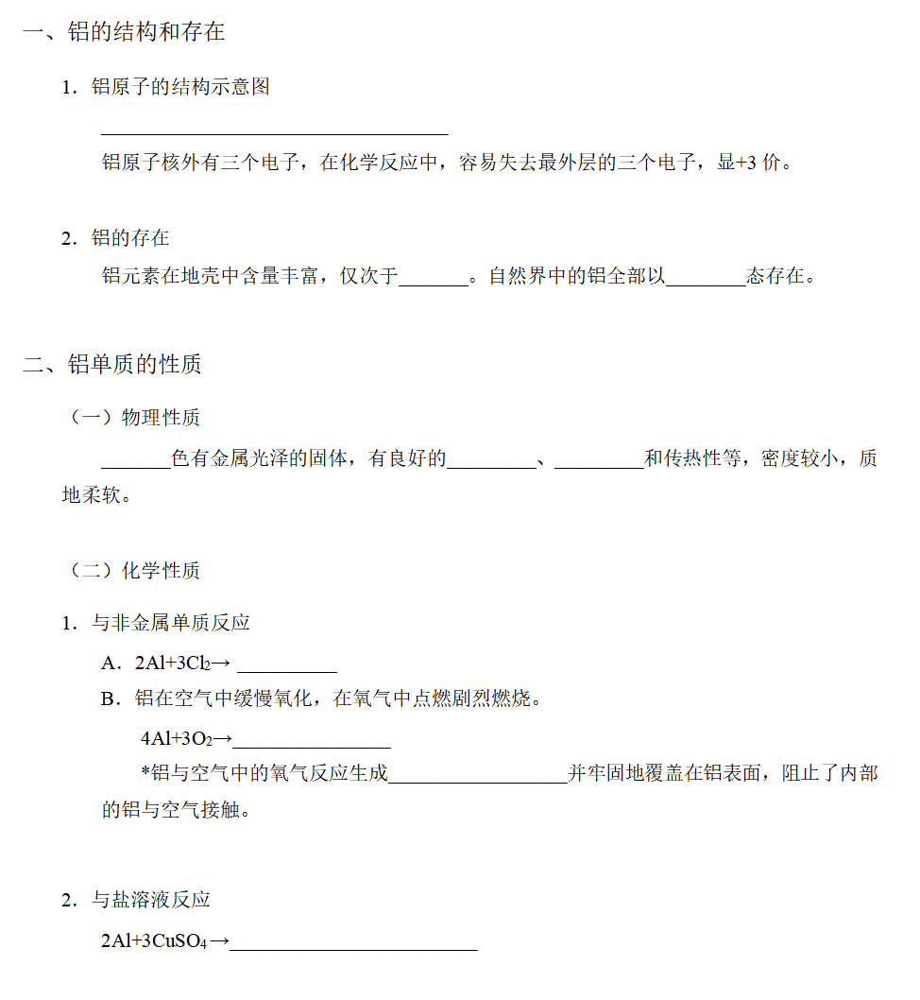 一、铝的结构和存在
1．铝原子的结构示意图
___________________________________
铝原子核外有三个电子，在化学反应中，容易失去最外层的三个电子，显+3 价。
2．铝的存在
铝元素在地壳中含量丰富，仅次于_______。自然界中的铝全部以________态存在。
二、铝单质的性质
（一）物理性质
_______色有金属光泽的固体，有良好的_________、_________和传热性等，密度较小，质
地柔软。
（二）化学性质
1．与非金属单质反应
A．2Al+3Cl₂→ __________
B．铝在空气中缓慢氧化，在氧气中点燃剧烈燃烧。
4Al+3O₂→________________
*铝与空气中的氧气反应生成__________________并牢固地覆盖在铝表面，阻止了内部
的铝与空气接触。
2．与盐溶液反应
2Al+3CuSO₄→_________________________